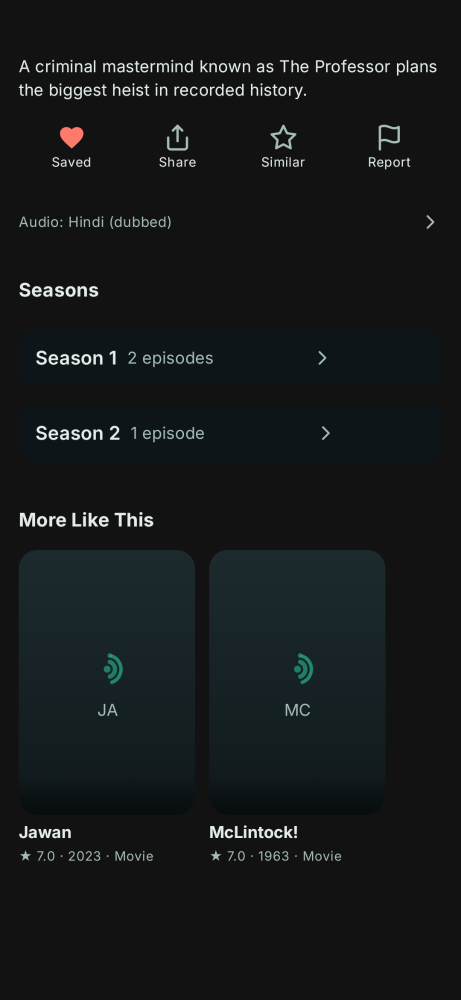 A criminal mastermind known as The Professor plans
the biggest heist in recorded history.
Saved Share Similar Report
Audio: Hindi (dubbed)
Seasons
Season 1 2 episodes
Season 2 1 episode
More Like This
JA MC
Jawan McLintock!
★ 7.0 · 2023 · Movie ★ 7.0 · 1963 · Movie